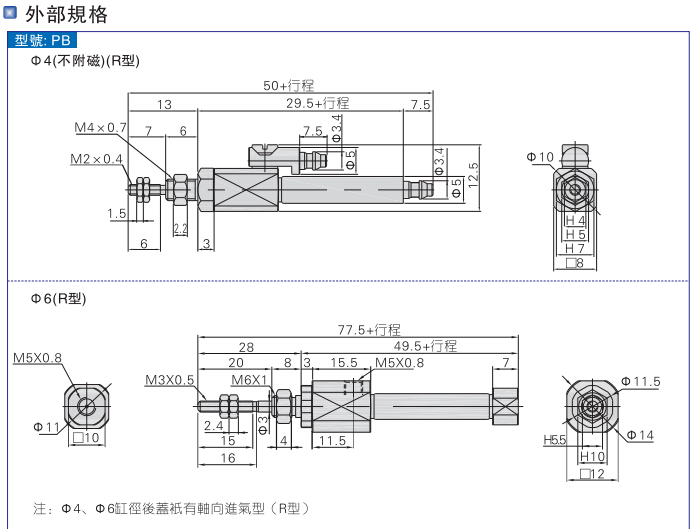 外部規格
型號: PB
Φ4(不附磁)(R型)
50+行程
13
29.5+行程
7.5
M4×0.7
7
6
7.5
Φ3.4
Φ5
M2×0.4
Φ3.4
Φ5
12.5
Φ10
1.5
2.2
6
3
H4
H5
H7
□8
Φ6(R型)
77.5+行程
28
49.5+行程
M5X0.8
20
8
3
15.5
M5X0.8
7
M3X0.5
M6X1
Φ11.5
Φ11
□10
2.4
Φ3
4
11.5
15
16
H5.5
Φ14
H10
□12
注: Φ4、Φ6缸徑後蓋衹有軸向進氣型（R型）